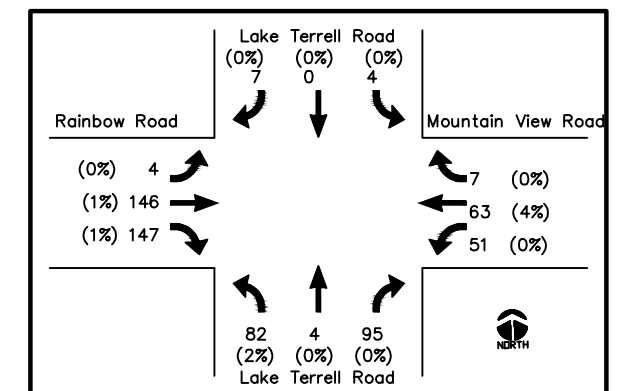 Lake Terrell Road
(0%) (0%) (0%)
7 0 4
Rainbow Road
Mountain View Road
(0%) 4
7 (0%)
(1%) 146
63 (4%)
(1%) 147
51 (0%)
82 4 95
(2%) (0%) (0%)
Lake Terrell Road
NORTH